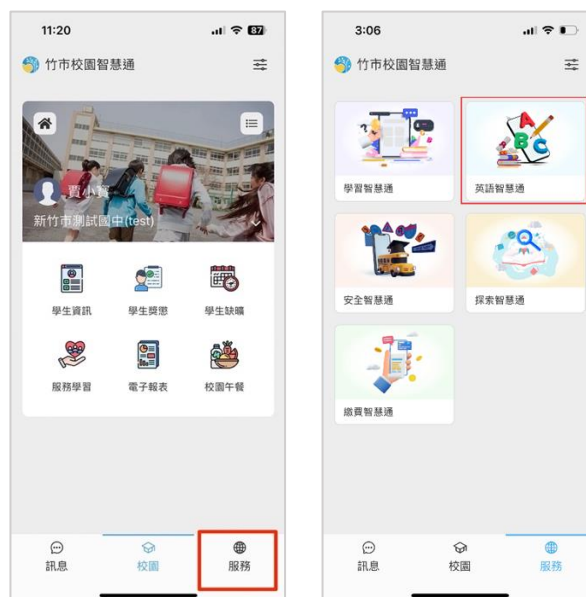 11:20
87
竹市校園智慧通
賈小寶
新竹市測試國中(test)
學生資訊
學生獎懲
學生缺曠
服務學習
電子報表
校園午餐
訊息
校園
服務
3:06
竹市校園智慧通
A
B
C
學習智慧通
英語智慧通
安全智慧通
探索智慧通
繳費智慧通
訊息
校園
服務